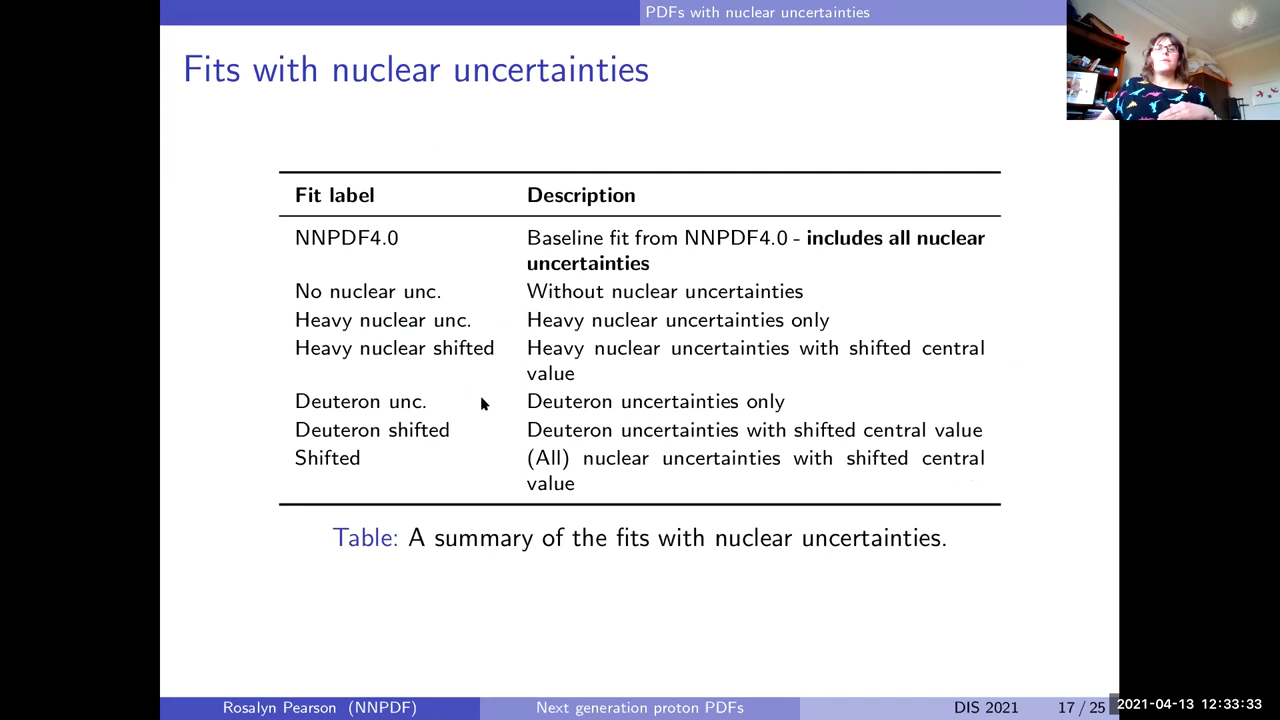 PDFs with nuclear uncertainties
Fits with nuclear uncertainties
Fit label Description
NNPDF4.0 Baseline fit from NNPDF4.0 - includes all nuclear
uncertainties
No nuclear unc. Without nuclear uncertainties
Heavy nuclear unc. Heavy nuclear uncertainties only
Heavy nuclear shifted Heavy nuclear uncertainties with shifted central
value
Deuteron unc. Deuteron uncertainties only
Deuteron shifted Deuteron uncertainties with shifted central value
Shifted (All) nuclear uncertainties with shifted central
value
Table: A summary of the fits with nuclear uncertainties.
Rosalyn Pearson (NNPDF) Next generation proton PDFs DIS 2021 17 / 25
2021-04-13 12:33:33